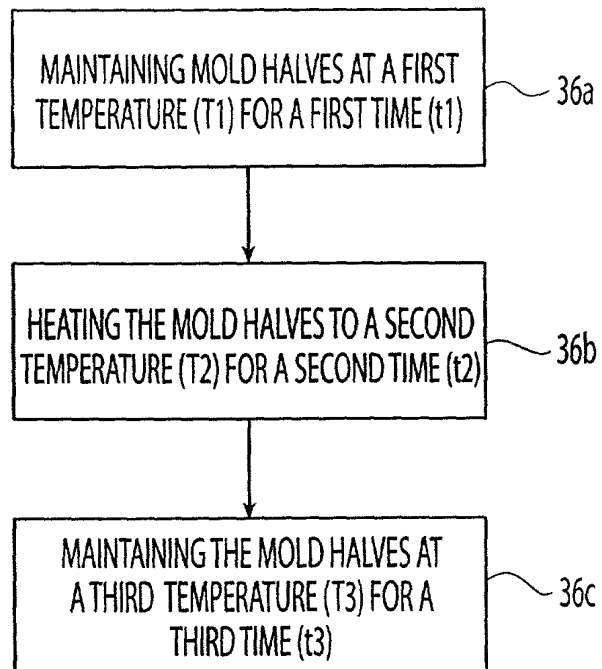 MAINTAINING MOLD HALVES AT A FIRST
TEMPERATURE (T1) FOR A FIRST TIME (t1)
36a
HEATING THE MOLD HALVES TO A SECOND
TEMPERATURE (T2) FOR A SECOND TIME (t2)
36b
MAINTAINING THE MOLD HALVES AT
A THIRD TEMPERATURE (T3) FOR A
THIRD TIME (t3)
36c